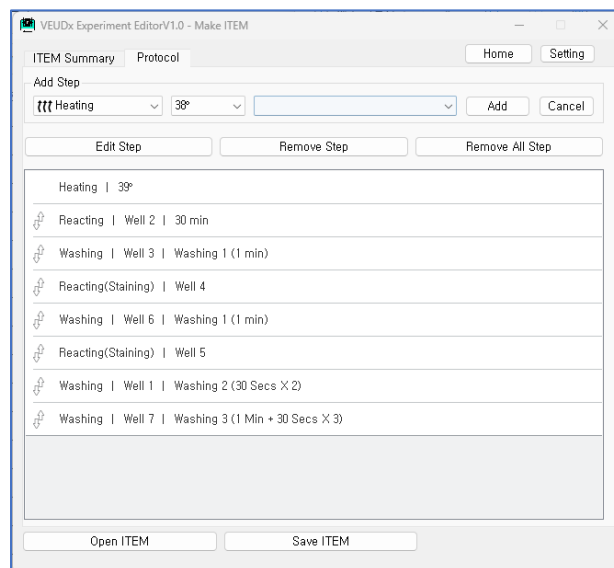 VEUDx Experiment EditorV1.0 - Make ITEM
ITEM Summary Protocol Home Setting
Add Step
Heating 38º Add Cancel
Edit Step Remove Step Remove All Step
Heating | 39º
Reacting | Well 2 | 30 min
Washing | Well 3 | Washing 1 (1 min)
Reacting(Staining) | Well 4
Washing | Well 6 | Washing 1 (1 min)
Reacting(Staining) | Well 5
Washing | Well 1 | Washing 2 (30 Secs X 2)
Washing | Well 7 | Washing 3 (1 Min + 30 Secs X 3)
Open ITEM Save ITEM